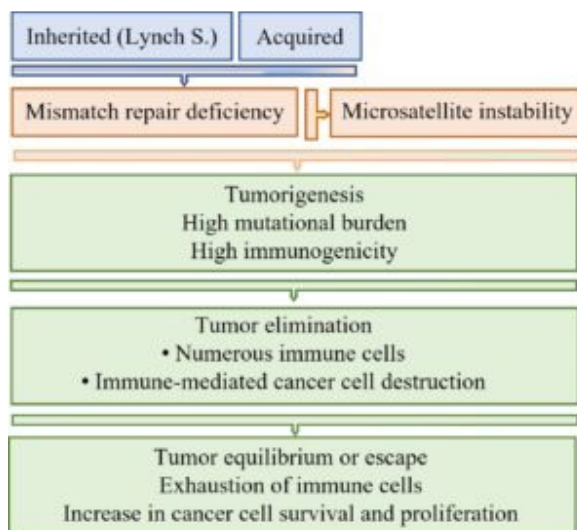 Inherited (Lynch S.)
Acquired
Mismatch repair deficiency
Microsatellite instability
Tumorigenesis
High mutational burden
High immunogenicity
Tumor elimination
• Numerous immune cells
• Immune-mediated cancer cell destruction
Tumor equilibrium or escape
Exhaustion of immune cells
Increase in cancer cell survival and proliferation